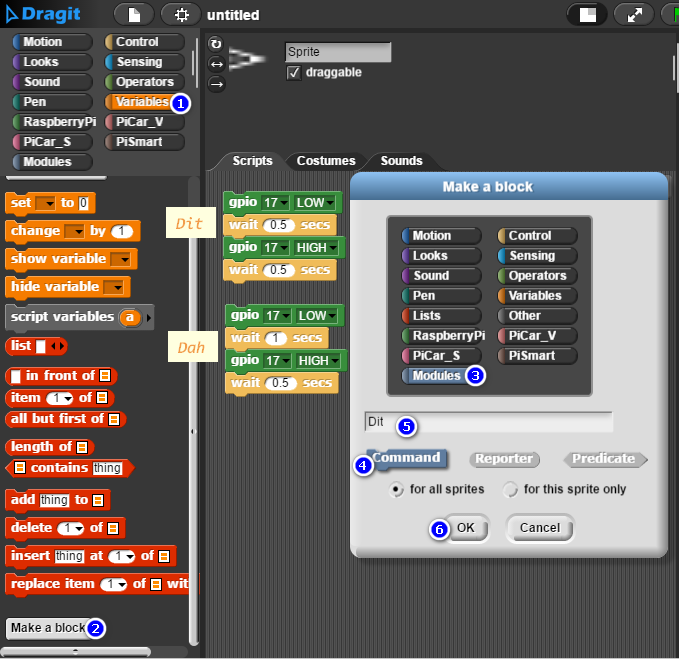 Dragit
untitled
Motion
Control
Looks
Sensing
Sound
Operators
Pen
Variables
1
RaspberryPi
PiCar_V
PiCar_S
PiSmart
Modules
Sprite
draggable
Scripts
Costumes
Sounds
set to 0
change by 1
show variable
hide variable
script variables a
list
in front of
item 1 of
all but first of
length of
contains thing
add thing to
delete 1 of
insert thing at 1 of
replace item 1 of wit
Make a block 2
Dit
gpio 17 LOW
wait 0.5 secs
gpio 17 HIGH
wait 0.5 secs
Dah
gpio 17 LOW
wait 1 secs
gpio 17 HIGH
wait 0.5 secs
Make a block
Motion
Control
Looks
Sensing
Sound
Operators
Pen
Variables
Lists
Other
RaspberryPi
PiCar_V
PiCar_S
PiSmart
Modules 3
Dit 5
4 Command
Reporter
Predicate
for all sprites
for this sprite only
6 OK
Cancel